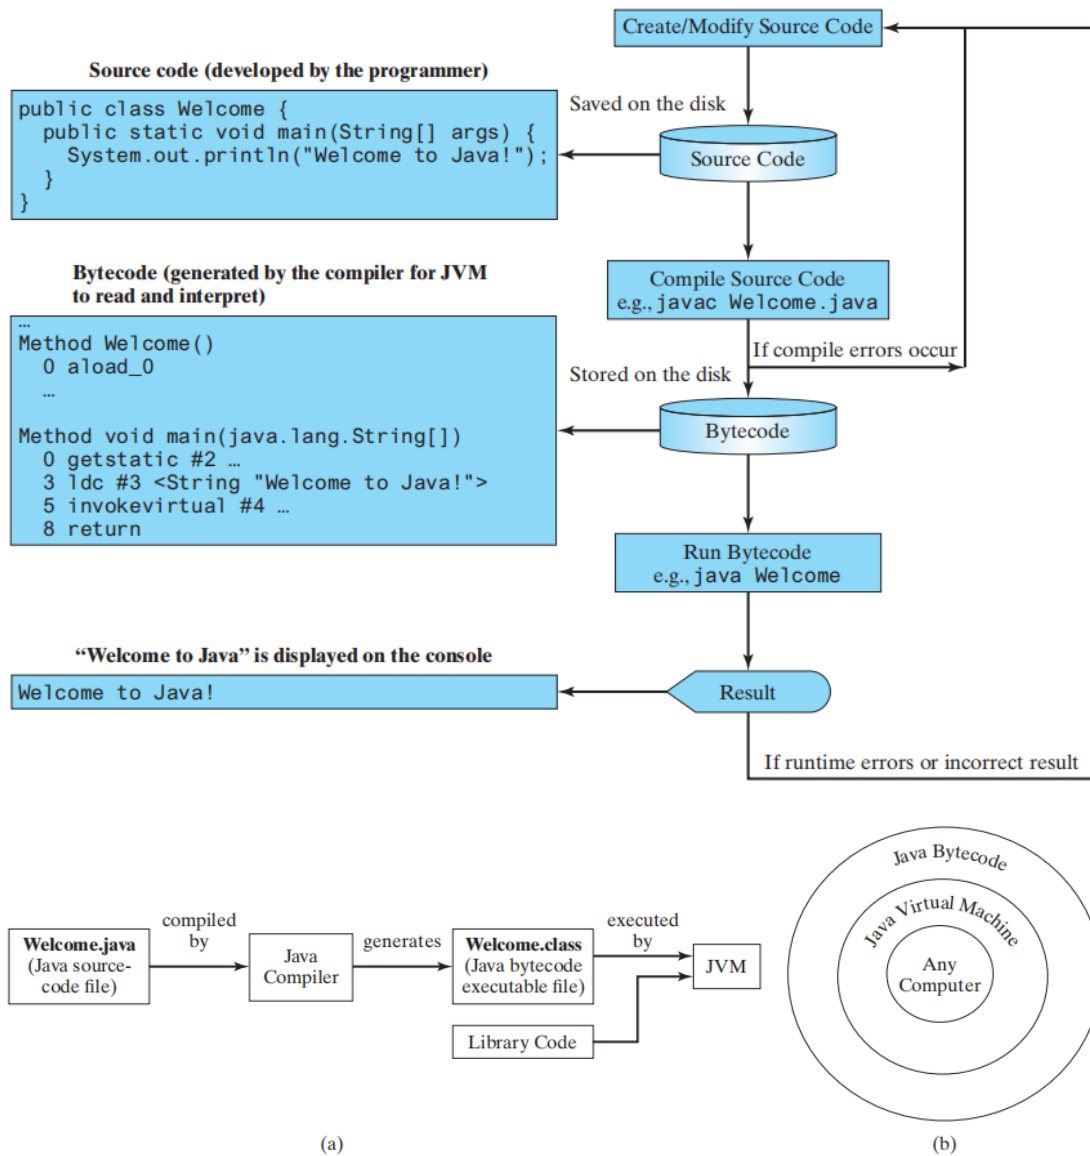 Create/Modify Source Code
Source code (developed by the programmer)
public class Welcome {
  public static void main(String[] args) {
    System.out.println("Welcome to Java!");
  }
}
Saved on the disk
Source Code
Bytecode (generated by the compiler for JVM
to read and interpret)
Compile Source Code
e.g., javac Welcome.java
…
Method Welcome()
  0 aload_0
  …
Method void main(java.lang.String[])
  0 getstatic #2 …
  3 ldc #3 <String "Welcome to Java!">
  5 invokevirtual #4 …
  8 return
If compile errors occur
Stored on the disk
Bytecode
Run Bytecode
e.g., java Welcome
“Welcome to Java” is displayed on the console
Welcome to Java!
Result
If runtime errors or incorrect result
Welcome.java
(Java source-
code file)
compiled
by
Java
Compiler
generates
Welcome.class
(Java bytecode
executable file)
executed
by
JVM
Library Code
(a)
Java Bytecode
Java Virtual Machine
Any
Computer
(b)